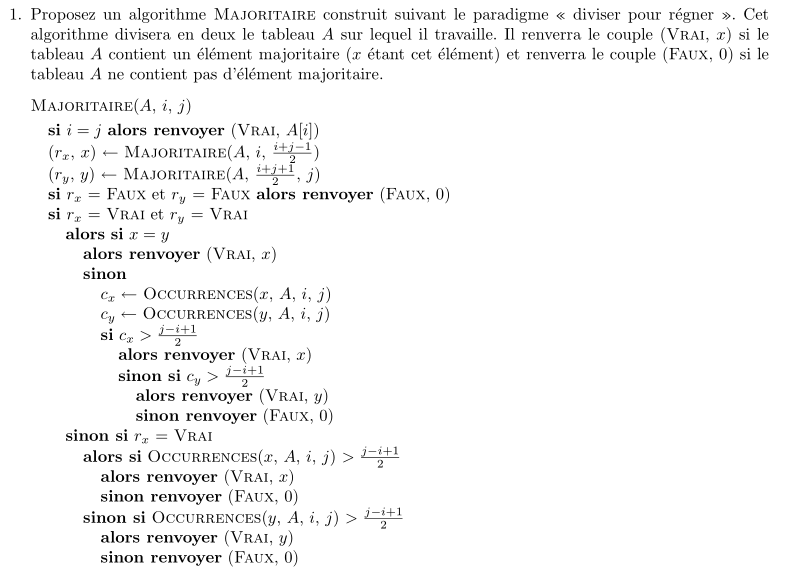 1. Proposez un algorithme MAJORITAIRE construit suivant le paradigme « diviser pour régner ». Cet
algorithme divisera en deux le tableau A sur lequel il travaille. Il renverra le couple (VRAI, x) si le
tableau A contient un élément majoritaire (x étant cet élément) et renverra le couple (FAUX, 0) si le
tableau A ne contient pas d'élément majoritaire.
MAJORITAIRE(A, i, j)
si i = j alors renvoyer (VRAI, A[i])
(r_x, x) ← MAJORITAIRE(A, i, \frac{i+j-1}{2})
(r_y, y) ← MAJORITAIRE(A, \frac{i+j+1}{2}, j)
si r_x = FAUX et r_y = FAUX alors renvoyer (FAUX, 0)
si r_x = VRAI et r_y = VRAI
alors si x = y
alors renvoyer (VRAI, x)
sinon
c_x ← OCCURRENCES(x, A, i, j)
c_y ← OCCURRENCES(y, A, i, j)
si c_x > \frac{j-i+1}{2}
alors renvoyer (VRAI, x)
sinon si c_y > \frac{j-i+1}{2}
alors renvoyer (VRAI, y)
sinon renvoyer (FAUX, 0)
sinon si r_x = VRAI
alors si OCCURRENCES(x, A, i, j) > \frac{j-i+1}{2}
alors renvoyer (VRAI, x)
sinon renvoyer (FAUX, 0)
sinon si OCCURRENCES(y, A, i, j) > \frac{j-i+1}{2}
alors renvoyer (VRAI, y)
sinon renvoyer (FAUX, 0)